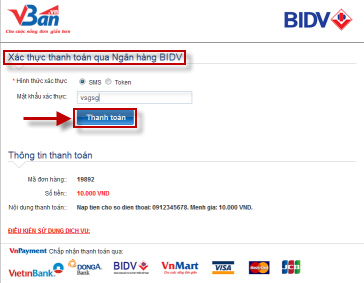 VBan.vn
Cho cuộc sống đơn giản hơn
BIDV
Xác thực thanh toán qua Ngân hàng BIDV
* Hình thức xác thực SMS Token
Mật khẩu xác thực: vsgsg
Thanh toán
Thông tin thanh toán
Mã đơn hàng:: 19892
Số tiền:: 10.000 VND
Nội dung thanh toán:: Nap tien cho so dien thoai: 0912345678. Menh gia: 10.000 VND.
ĐIỀU KIỆN SỬ DỤNG DỊCH VỤ:
VnPayment Chấp nhận thanh toán qua:
VietinBank DONGA Bank BIDV VnMart VISA MasterCard JCB